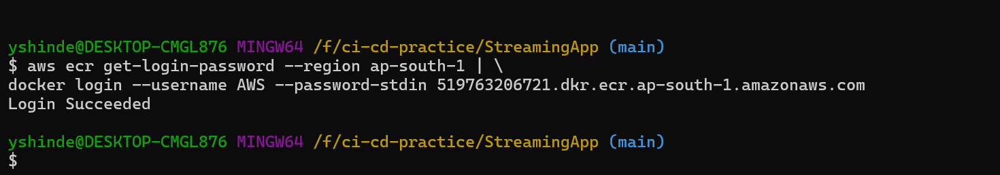 yshinde@DESKTOP-CMGL876 MINGW64 /f/ci-cd-practice/StreamingApp (main)
$ aws ecr get-login-password --region ap-south-1 | \
docker login --username AWS --password-stdin 519763206721.dkr.ecr.ap-south-1.amazonaws.com
Login Succeeded
yshinde@DESKTOP-CMGL876 MINGW64 /f/ci-cd-practice/StreamingApp (main)
$